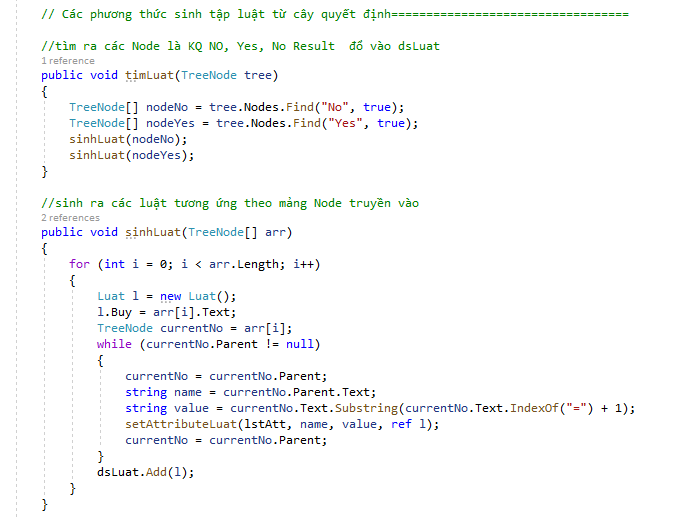 // Các phương thức sinh tập luật từ cây quyết định==================================
//tìm ra các Node là KQ NO, Yes, No Result  đổ vào dsLuat
1 reference
public void timLuat(TreeNode tree)
{
TreeNode[] nodeNo = tree.Nodes.Find("No", true);
TreeNode[] nodeYes = tree.Nodes.Find("Yes", true);
sinhLuat(nodeNo);
sinhLuat(nodeYes);
}
//sinh ra các luật tương ứng theo mảng Node truyền vào
2 references
public void sinhLuat(TreeNode[] arr)
{
for (int i = 0; i < arr.Length; i++)
{
Luat l = new Luat();
l.Buy = arr[i].Text;
TreeNode currentNo = arr[i];
while (currentNo.Parent != null)
{
currentNo = currentNo.Parent;
string name = currentNo.Parent.Text;
string value = currentNo.Text.Substring(currentNo.Text.IndexOf("=") + 1);
setAttributeLuat(lstAtt, name, value, ref l);
currentNo = currentNo.Parent;
}
dsLuat.Add(l);
}
}